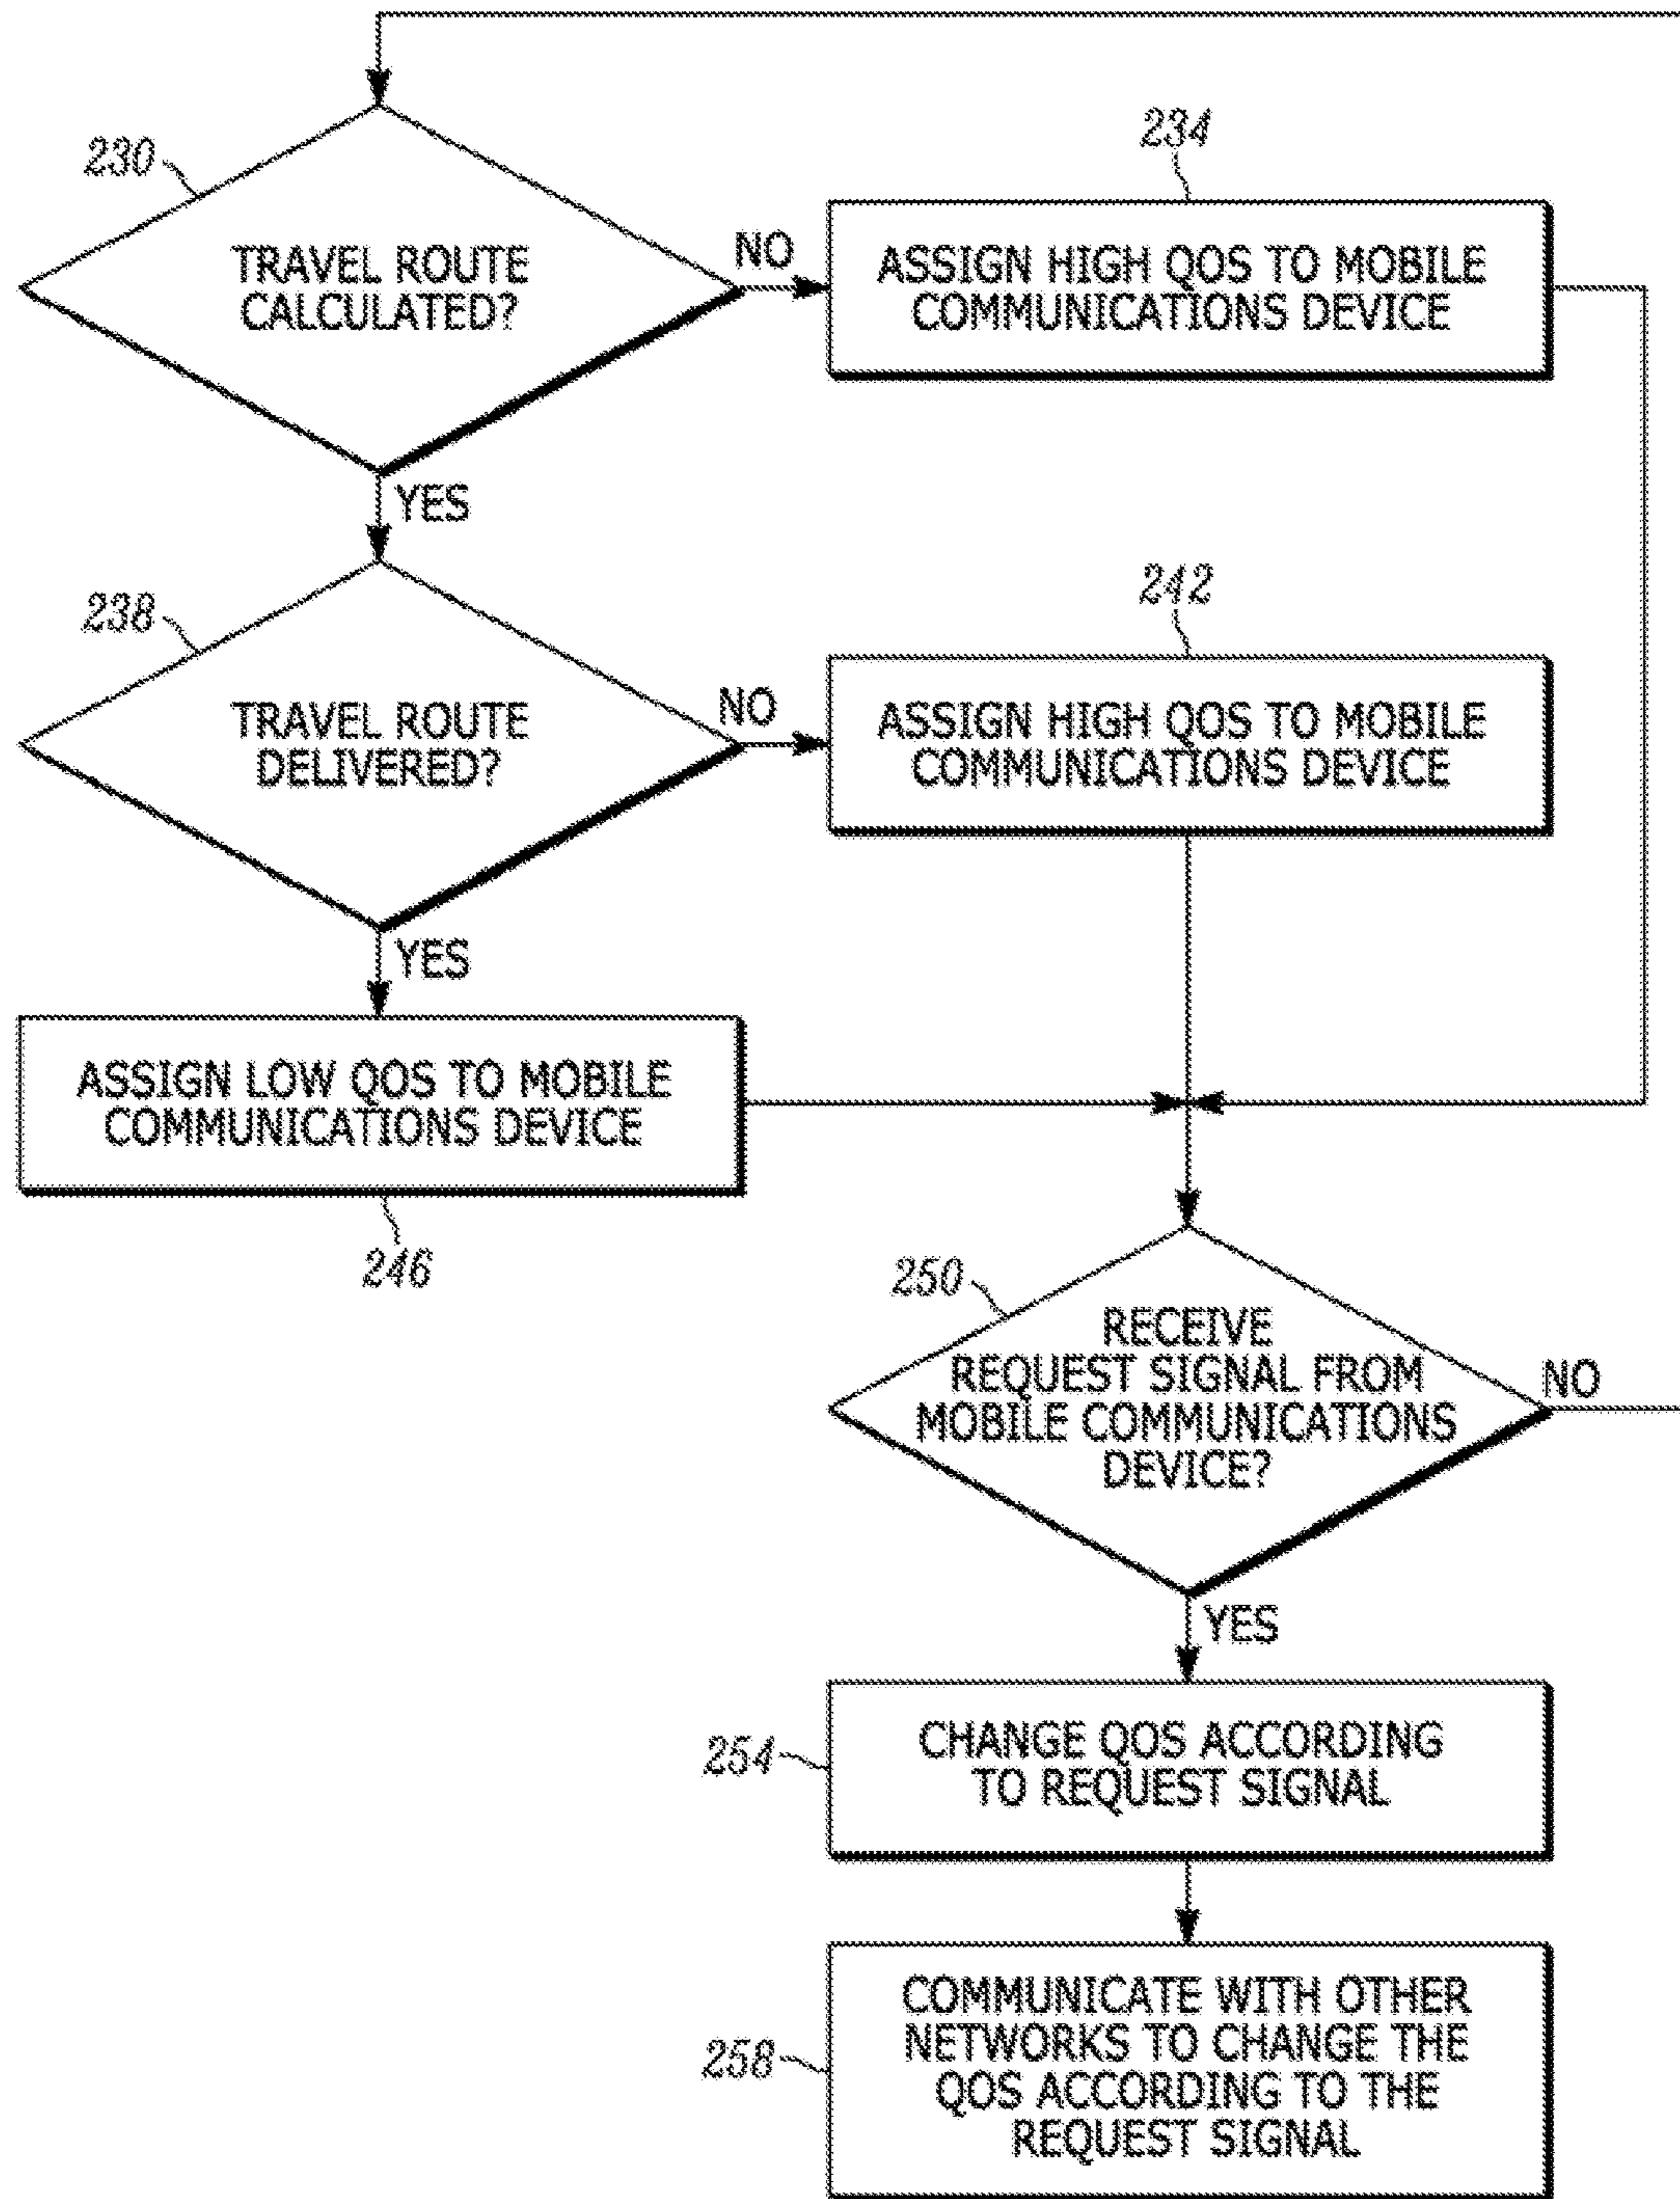 230
TRAVEL ROUTE
CALCULATED?
NO
234
ASSIGN HIGH QOS TO MOBILE
COMMUNICATIONS DEVICE
YES
238
TRAVEL ROUTE
DELIVERED?
NO
242
ASSIGN HIGH QOS TO MOBILE
COMMUNICATIONS DEVICE
YES
ASSIGN LOW QOS TO MOBILE
COMMUNICATIONS DEVICE
246
250
RECEIVE
REQUEST SIGNAL FROM
MOBILE COMMUNICATIONS
DEVICE?
NO
YES
254
CHANGE QOS ACCORDING
TO REQUEST SIGNAL
258
COMMUNICATE WITH OTHER
NETWORKS TO CHANGE THE
QOS ACCORDING TO THE
REQUEST SIGNAL